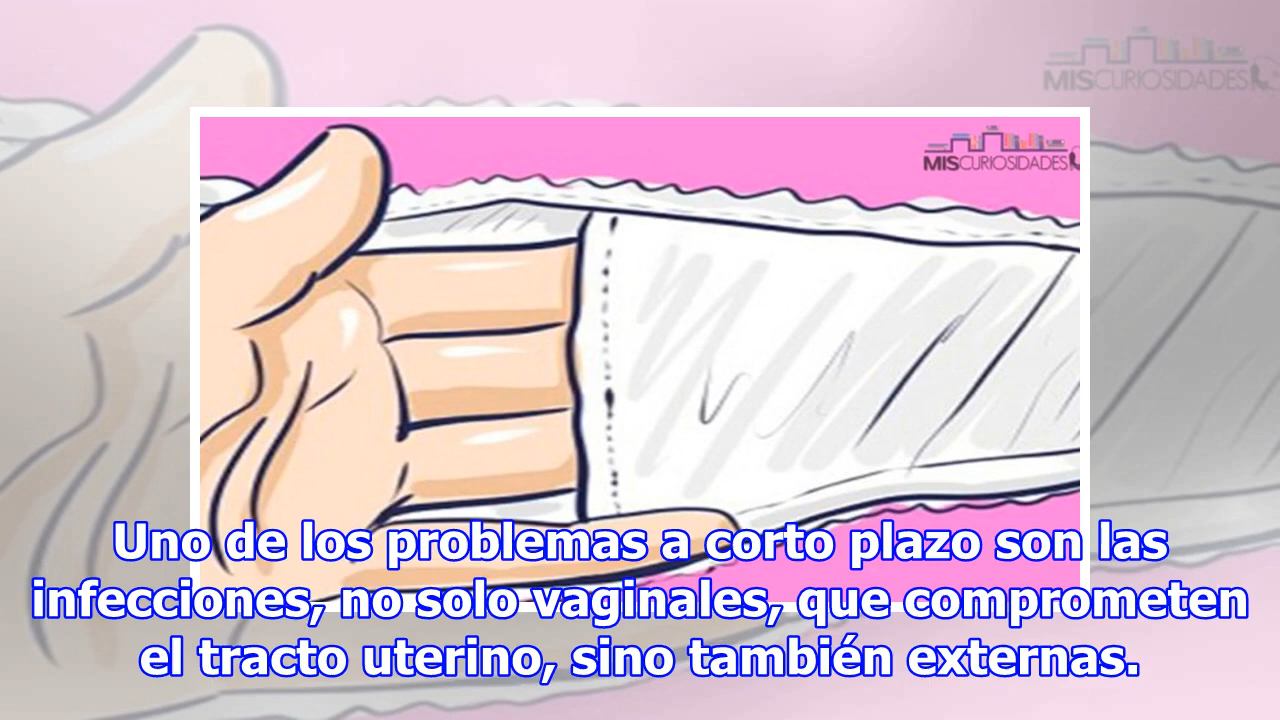 MISCURIOSIDADES
MISCURIOSIDADES
Uno de los problemas a corto plazo son las
infecciones, no solo vaginales, que comprometen
el tracto uterino, sino también externas.